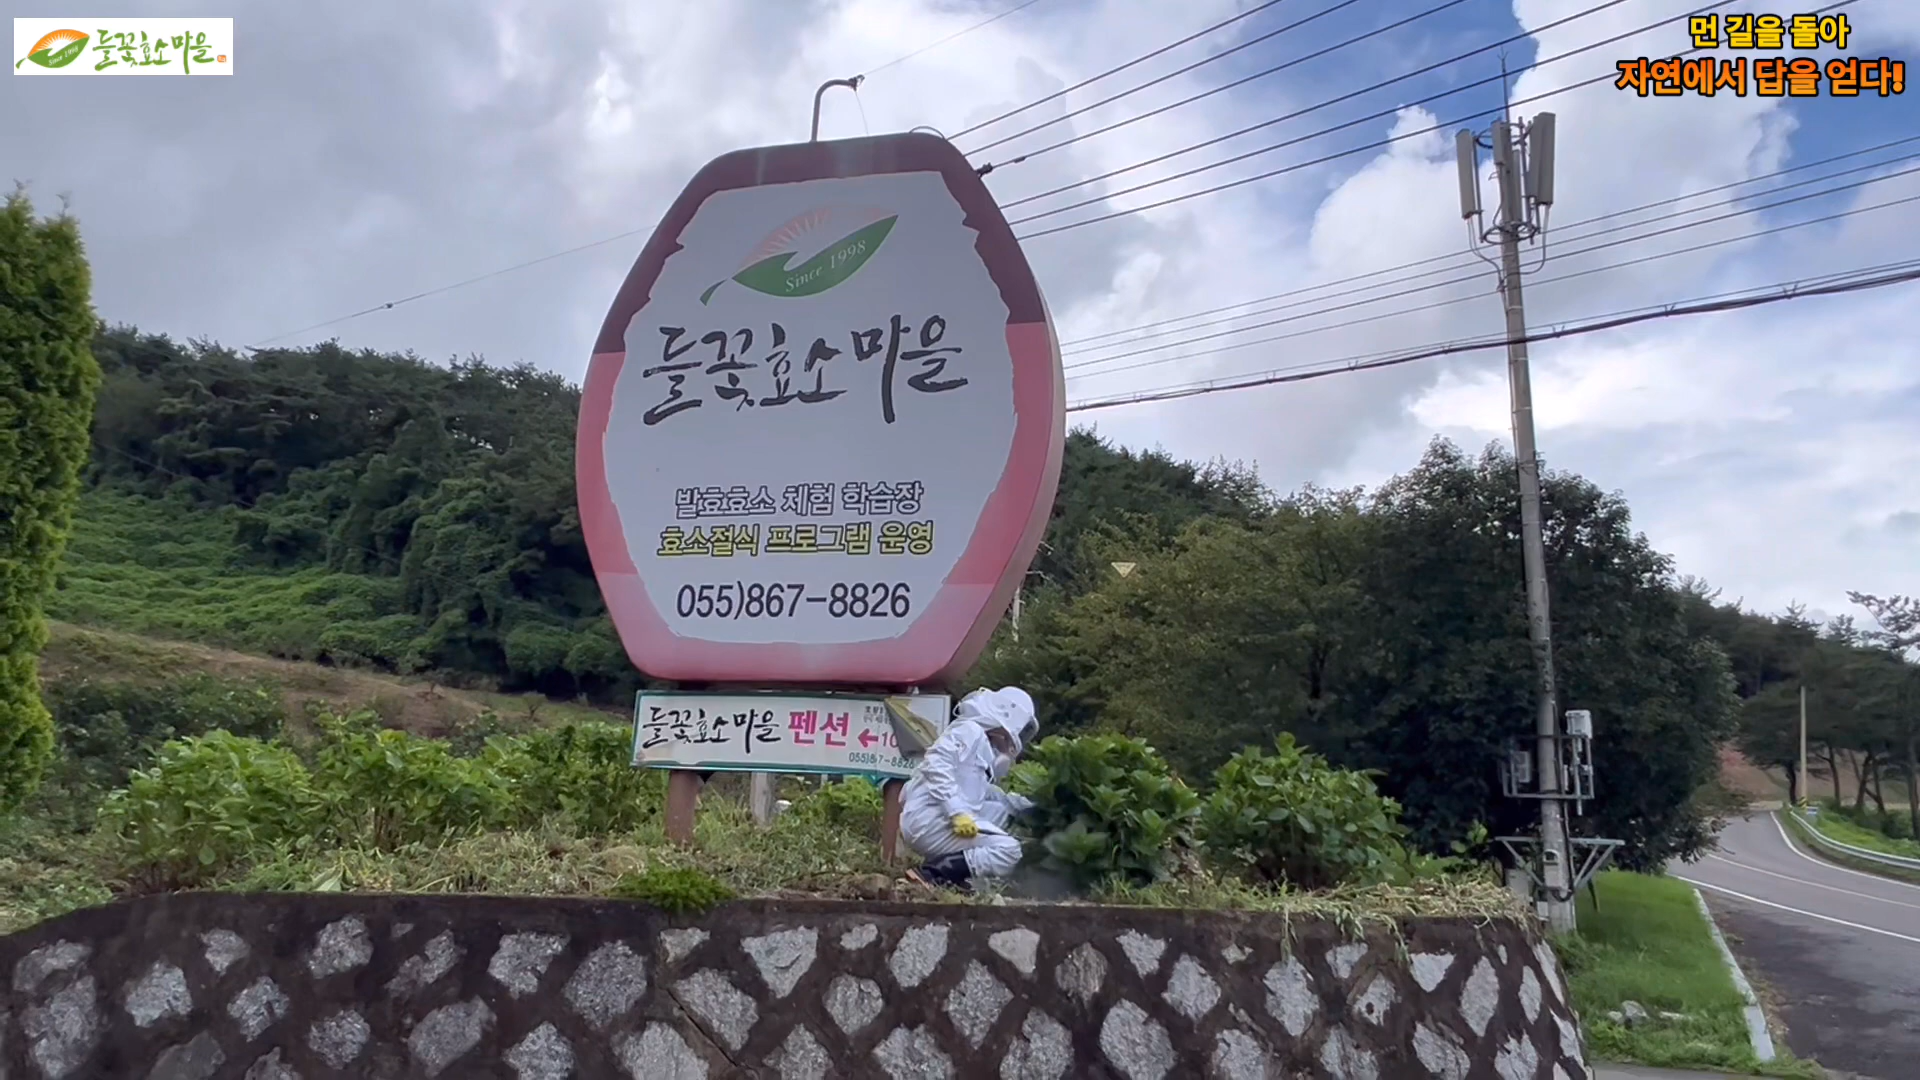 Since 1998
들꽃효소마을
먼 길을 돌아
자연에서 답을 얻다!
Since 1998
들꽃효소마을
발효효소 체험 학습장
효소절식 프로그램 운영
055)867-8826
들꽃효소마을 펜션
055)867-8826